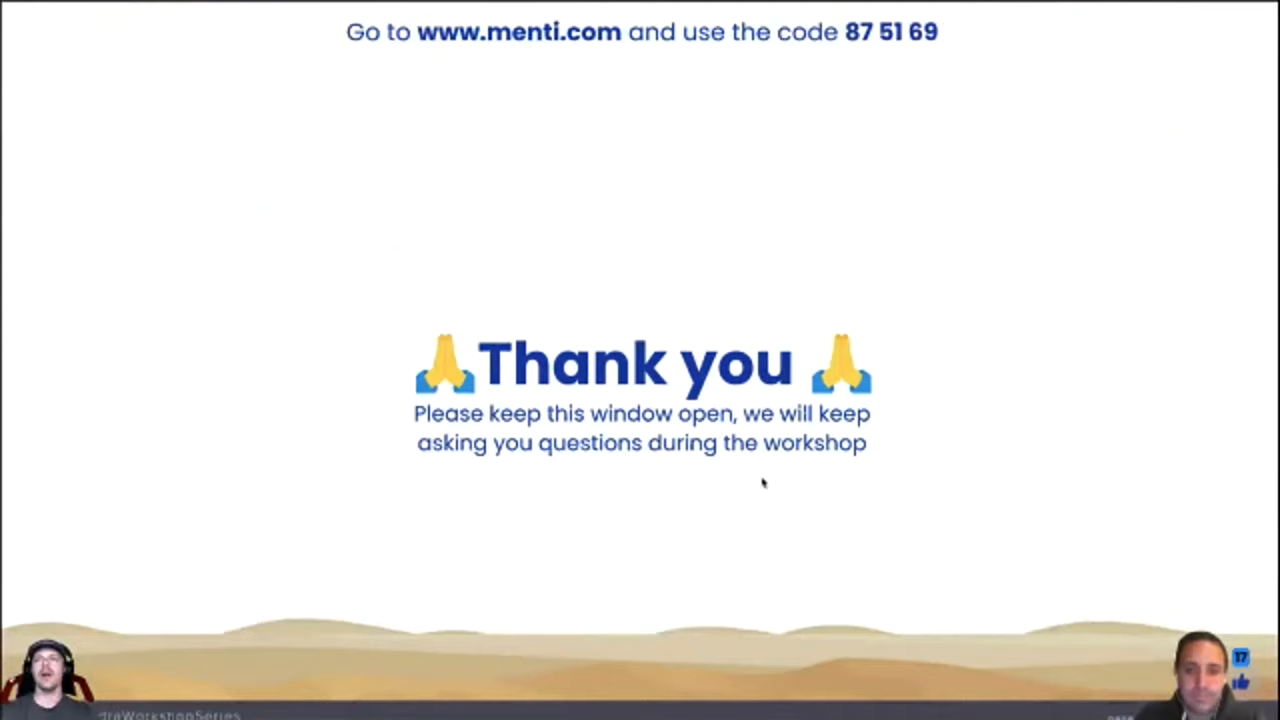 Go to www.menti.com and use the code 87 51 69
🙏Thank you 🙏
Please keep this window open, we will keep
asking you questions during the workshop
17